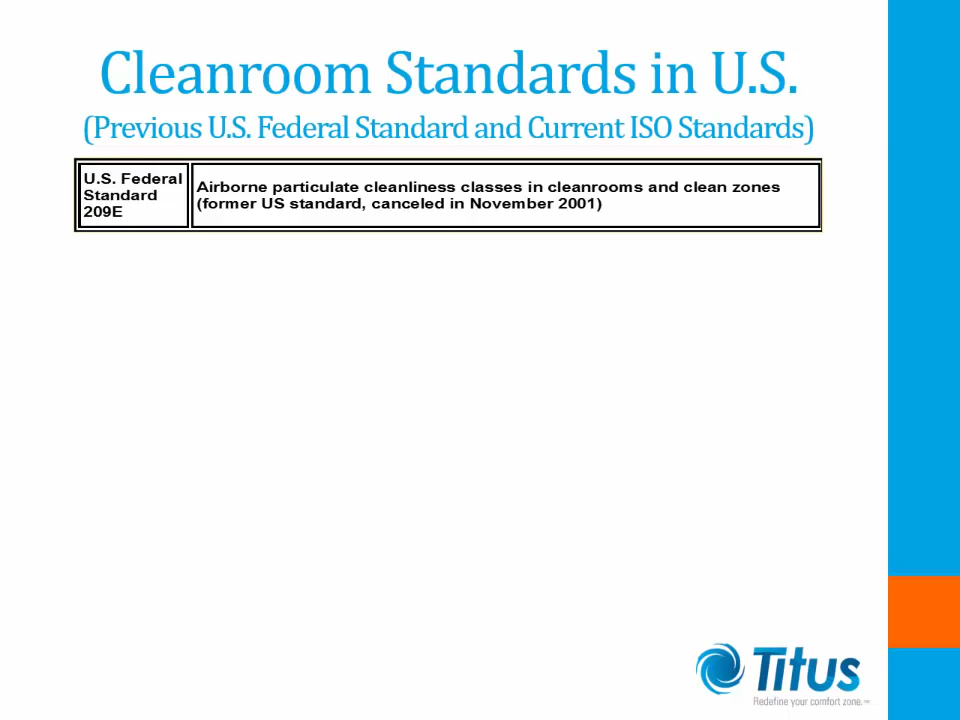 Cleanroom Standards in U.S.
(Previous U.S. Federal Standard and Current ISO Standards)
U.S. Federal
Standard
209E
Airborne particulate cleanliness classes in cleanrooms and clean zones
(former US standard, canceled in November 2001)
Titus
Redefine your comfort zone.™